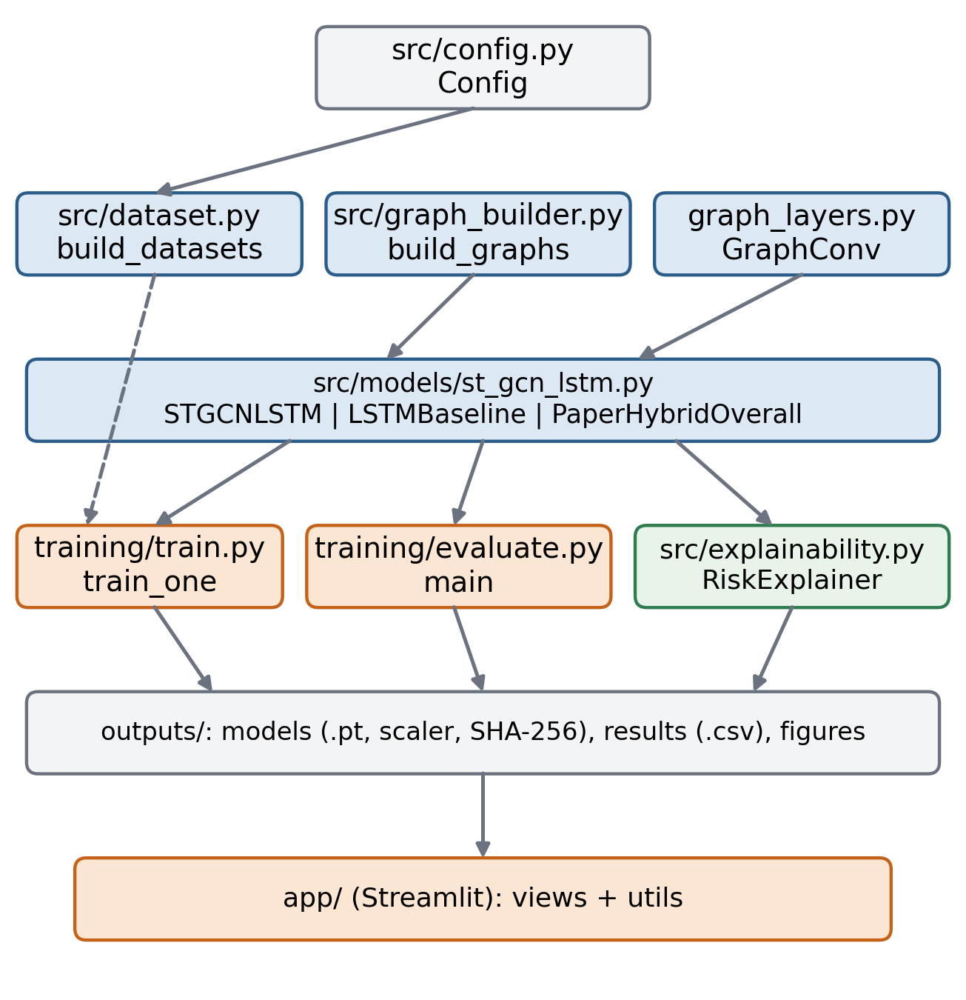 src/config.py
Config
src/dataset.py
build_datasets
src/graph_builder.py
build_graphs
graph_layers.py
GraphConv
src/models/st_gcn_lstm.py
STGCNLSTM | LSTMBaseline | PaperHybridOverall
training/train.py
train_one
training/evaluate.py
main
src/explainability.py
RiskExplainer
outputs/: models (.pt, scaler, SHA-256), results (.csv), figures
app/ (Streamlit): views + utils